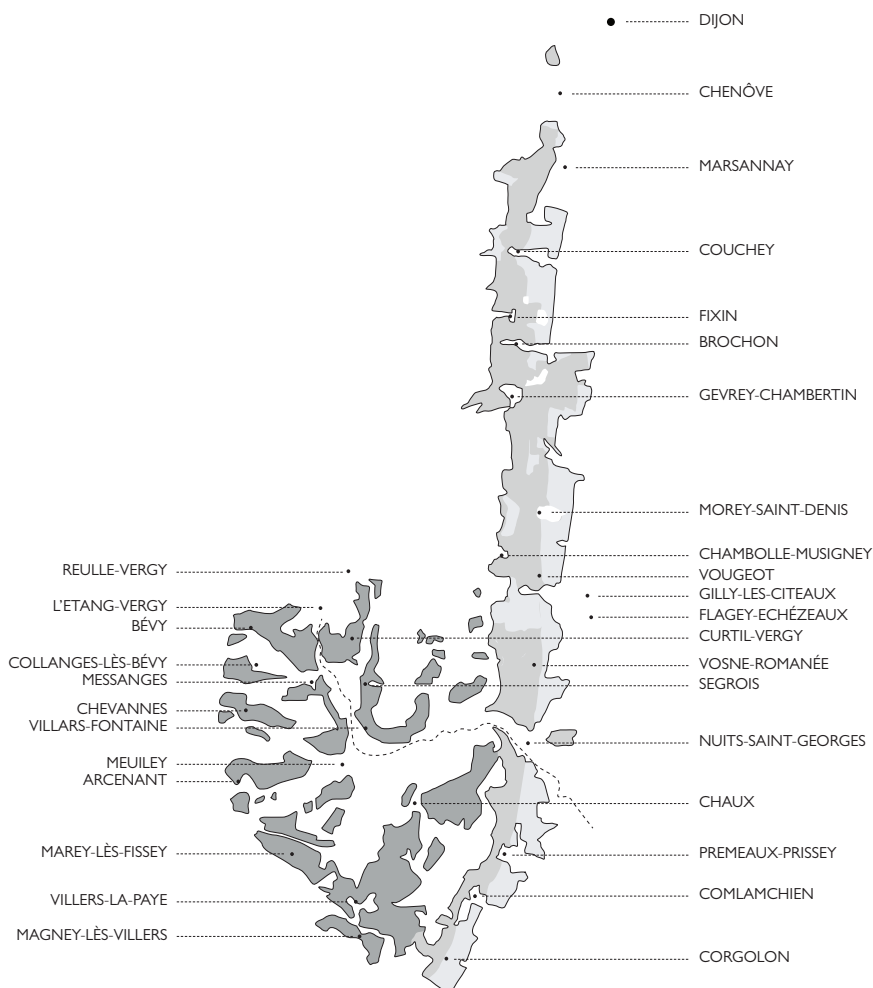 DIJON
CHENÔVE
MARSANNAY
COUCHEY
FIXIN
BROCHON
GEVREY-CHAMBERTIN
MOREY-SAINT-DENIS
CHAMBOLLE-MUSIGNEY
VOUGEOT
GILLY-LES-CITEAUX
FLAGEY-ECHÉZEAUX
CURTIL-VERGY
VOSNE-ROMANÉE
SEGROIS
NUITS-SAINT-GEORGES
CHAUX
PREMEAUX-PRISSEY
COMLAMCHIEN
CORGOLON
REULLE-VERGY
L'ETANG-VERGY
BÉVY
COLLANGES-LÈS-BÉVY
MESSANGES
CHEVANNES
VILLARS-FONTAINE
MEUILEY
ARCENANT
MAREY-LÈS-FISSEY
VILLERS-LA-PAYE
MAGNEY-LÈS-VILLERS